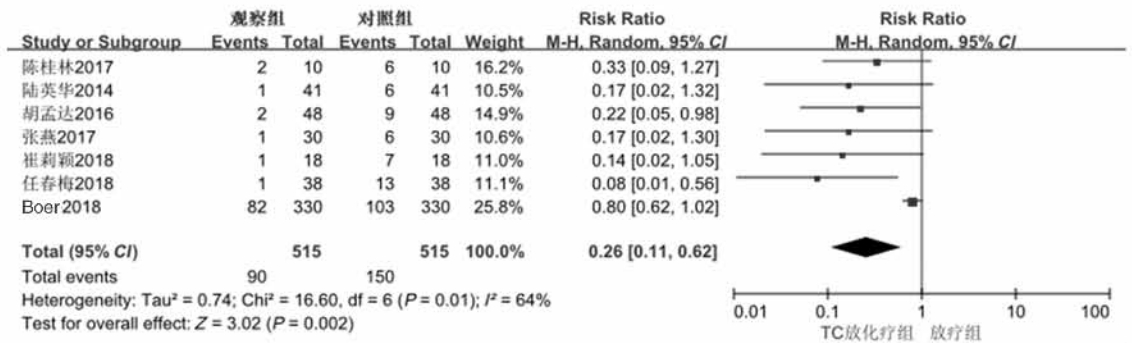 观察组 对照组 Risk Ratio Risk Ratio
Study or Subgroup Events Total Events Total Weight M-H, Random, 95% CI M-H, Random, 95% CI
陈桂林2017 2 10 6 10 16.2% 0.33 [0.09, 1.27]
陆英华2014 1 41 6 41 10.5% 0.17 [0.02, 1.32]
胡孟达2016 2 48 9 48 14.9% 0.22 [0.05, 0.98]
张燕2017 1 30 6 30 10.6% 0.17 [0.02, 1.30]
崔莉颖2018 1 18 7 18 11.0% 0.14 [0.02, 1.05]
任春梅2018 1 38 13 38 11.1% 0.08 [0.01, 0.56]
Boer2018 82 330 103 330 25.8% 0.80 [0.62, 1.02]
Total (95% CI) 515 515 100.0% 0.26 [0.11, 0.62]
Total events 90 150
Heterogeneity: Tau² = 0.74; Chi² = 16.60, df = 6 (P = 0.01); I² = 64%
Test for overall effect: Z = 3.02 (P = 0.002)
0.01 0.1 1 10 100
TC放化疗组 放疗组